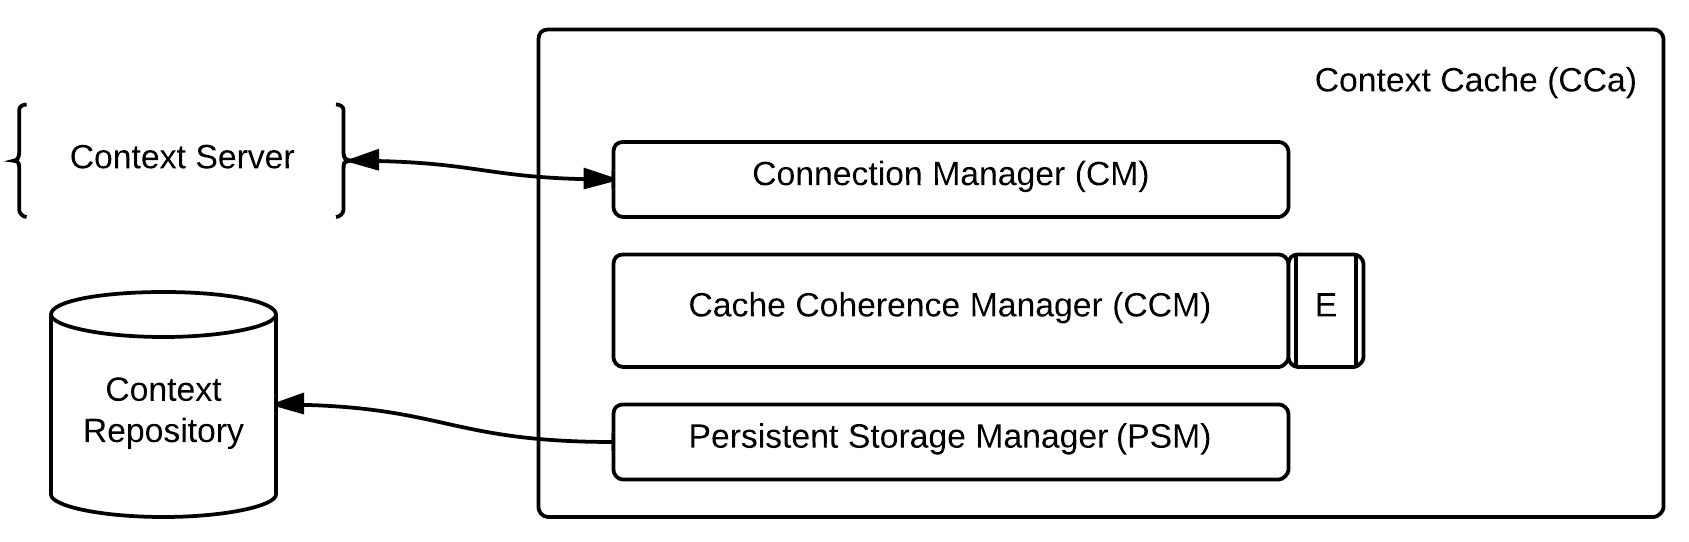 Context Cache (CCa)
Context Server
Connection Manager (CM)
Cache Coherence Manager (CCM)
E
Context
Repository
Persistent Storage Manager (PSM)